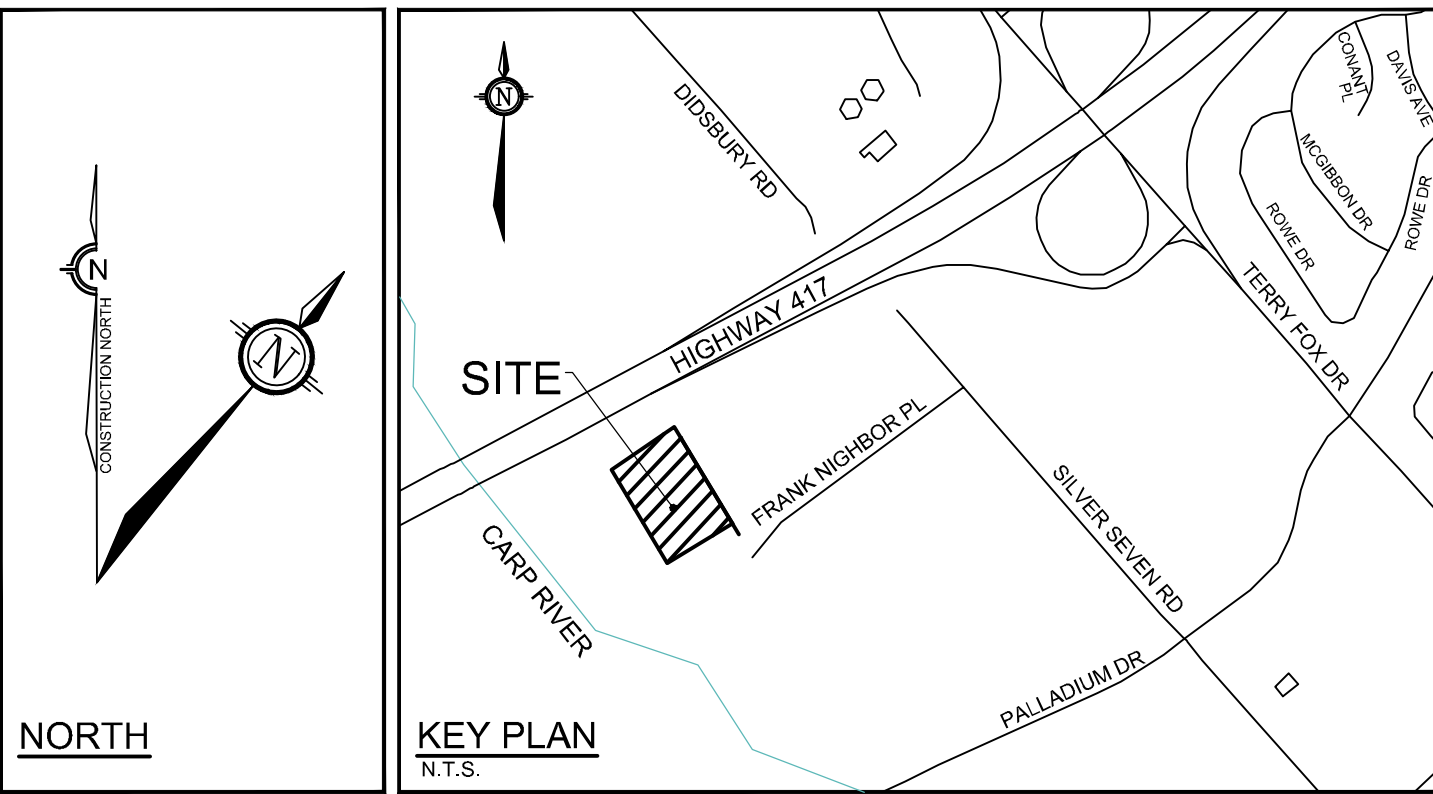 N
CONSTRUCTION NORTH
N
NORTH
N
DIDSBURY RD
CONANT
PL
DAVIS AVE
MCGIBBON DR
ROWE DR
ROWE DR
TERRY FOX DR
HIGHWAY 417
SITE
FRANK NIGHBOR PL
SILVER SEVEN RD
CARP RIVER
PALLADIUM DR
KEY PLAN
N.T.S.